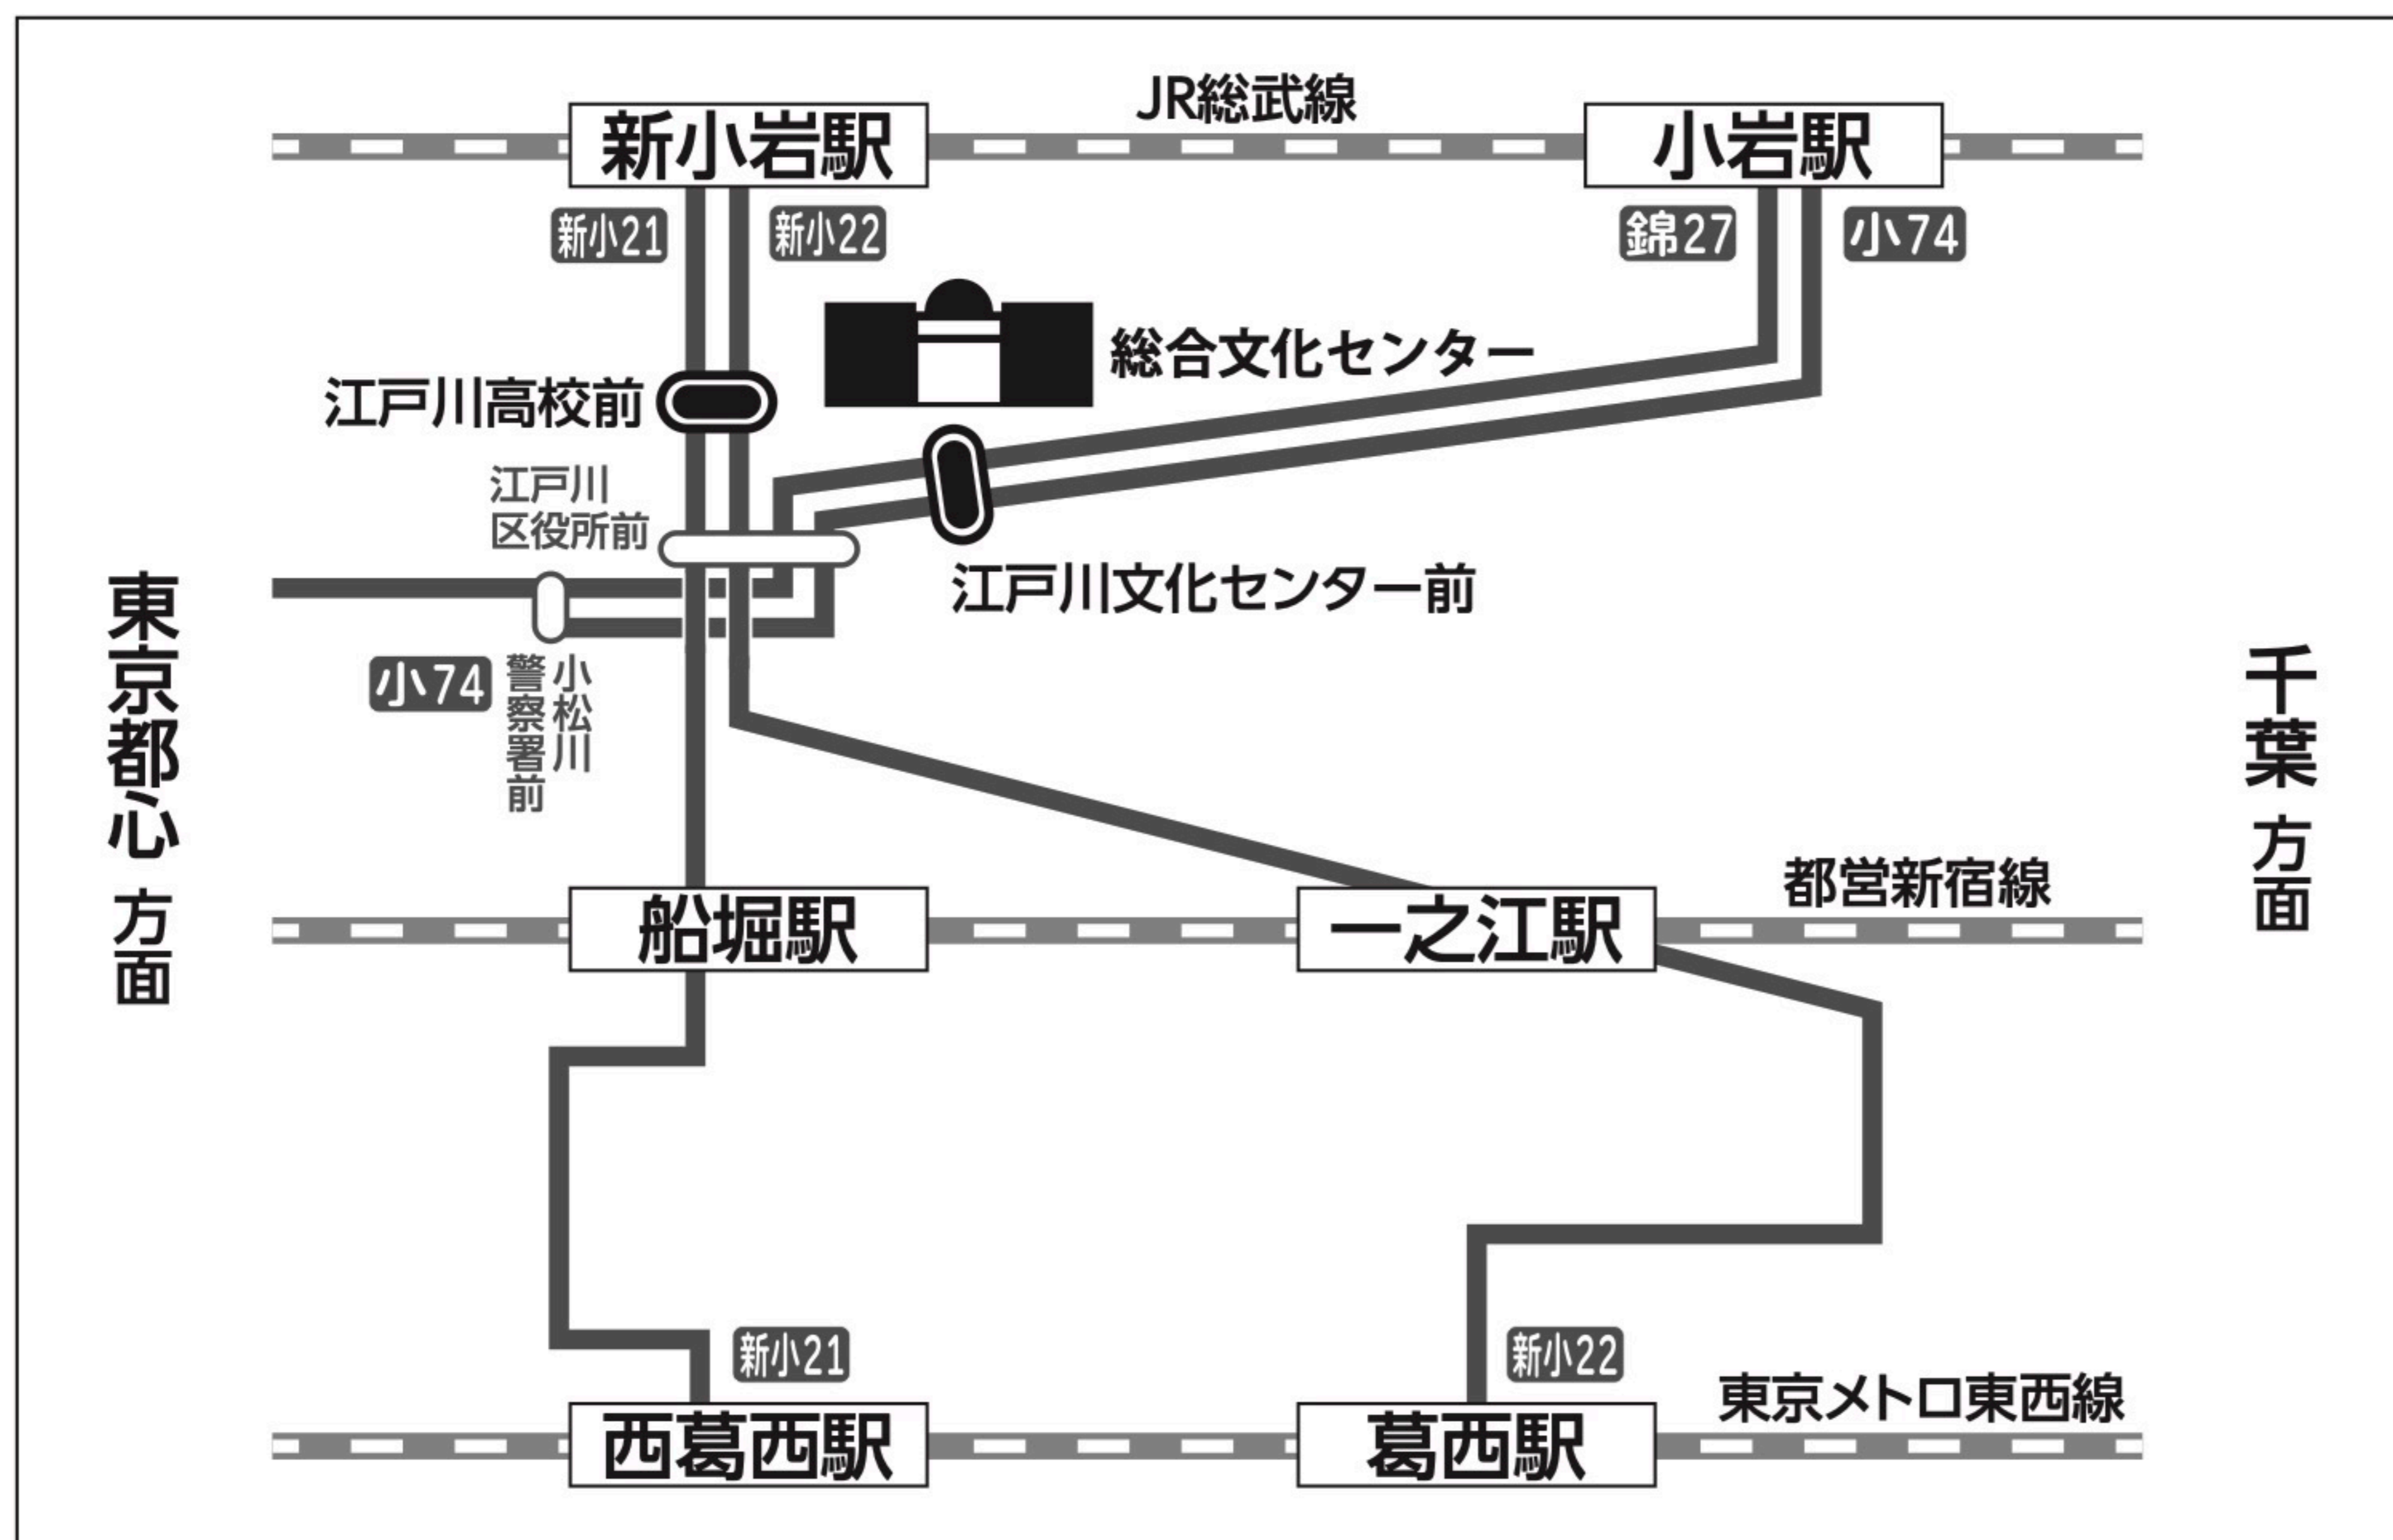 JR総武線
新小岩駅
小岩駅
新小21
新小22
錦27
小74
総合文化センター
江戸川高校前
江戸川
区役所前
江戸川文化センター前
東京都心 方面
小74
小松川
警察署前
千葉 方面
都営新宿線
船堀駅
一之江駅
新小21
新小22
東京メトロ東西線
西葛西駅
葛西駅